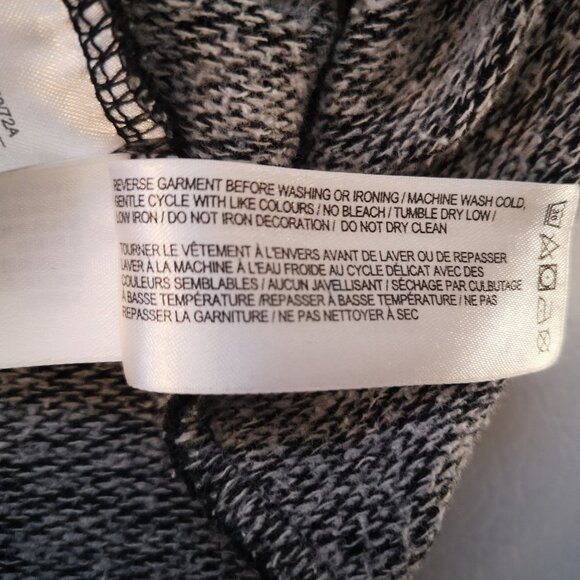 REVERSE GARMENT BEFORE WASHING OR IRONING / MACHINE WASH COLD,
GENTLE CYCLE WITH LIKE COLOURS / NO BLEACH / TUMBLE DRY LOW /
LOW IRON / DO NOT IRON DECORATION / DO NOT DRY CLEAN
TOURNER LE VÊTEMENT À L'ENVERS AVANT DE LAVER OU DE REPASSER
LAVER À LA MACHINE À L'EAU FROIDE AU CYCLE DÉLICAT AVEC DES
COULEURS SEMBLABLES / AUCUN JAVELLISANT / SÉCHAGE PAR CULBUTAGE
À BASSE TEMPÉRATURE /REPASSER À BASSE TEMPÉRATURE / NE PAS
REPASSER LA GARNITURE / NE PAS NETTOYER À SEC